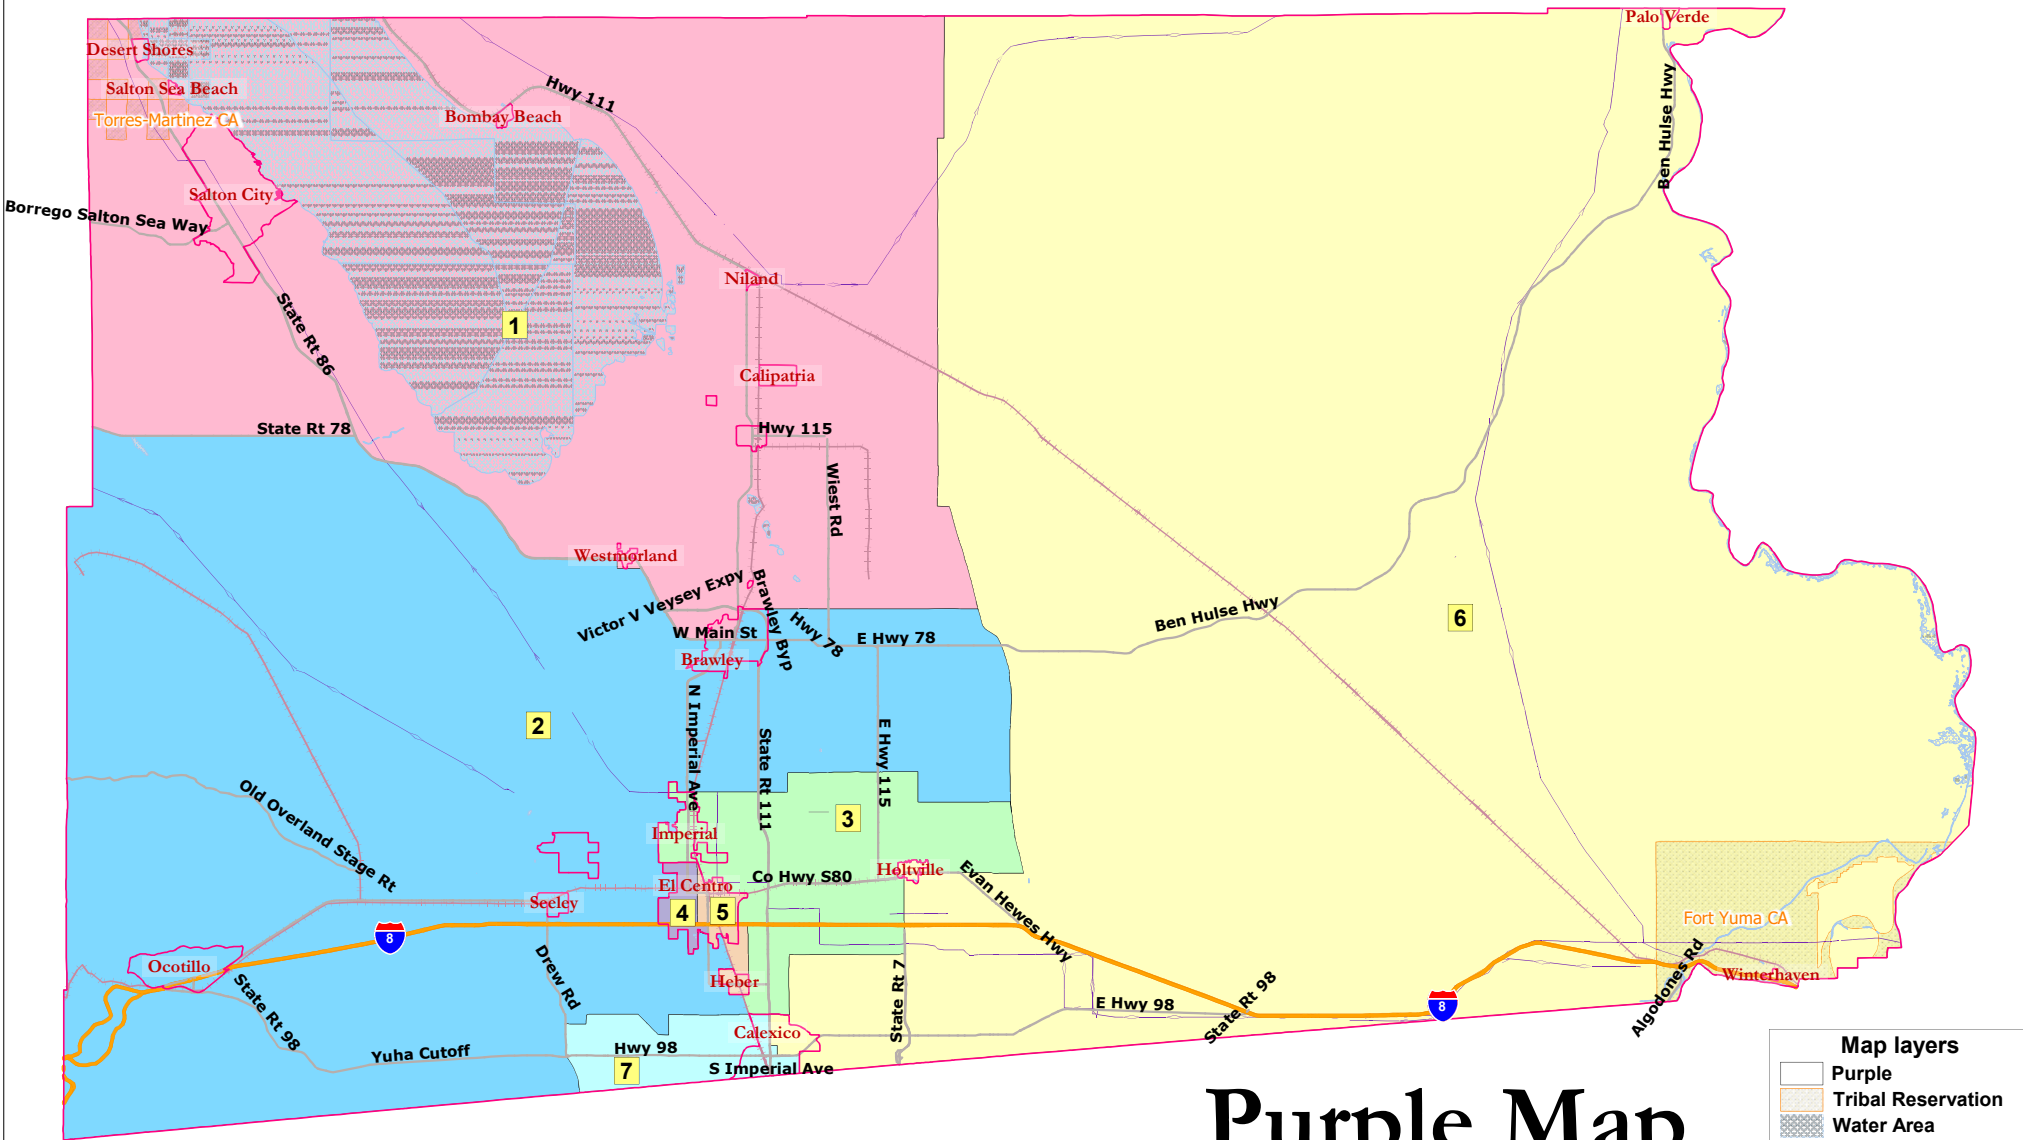 Palo Verde
Desert Shores
Salton Sea Beach
Torres-Martinez CA
Hwy 111
Bombay Beach
Ben Hulse Hwy
Salton City
Borrego Salton Sea Way
Niland
State Rt 86
1
Calipatria
State Rt 78
Hwy 115
Wiest Rd
Westmorland
Victor V Veysey Expy
Brawley Byp
W Main St
Hwy 78
E Hwy 78
Ben Hulse Hwy
6
Brawley
N Imperial Ave
State Rt 111
E Hwy 115
2
Old Overland Stage Rt
3
Imperial
Co Hwy S80
Holtville
El Centro
Evan Hewes Hwy
Seeley
4
5
Fort Yuma CA
8
Ocotillo
Drew Rd
Heber
State Rt 7
Winterhaven
Algodones Rd
State Rt 98
E Hwy 98
State Rt 98
8
Calexico
Yuha Cutoff
Hwy 98
7
S Imperial Ave
Map layers
Purple
Tribal Reservation
Water Area
Purple Map